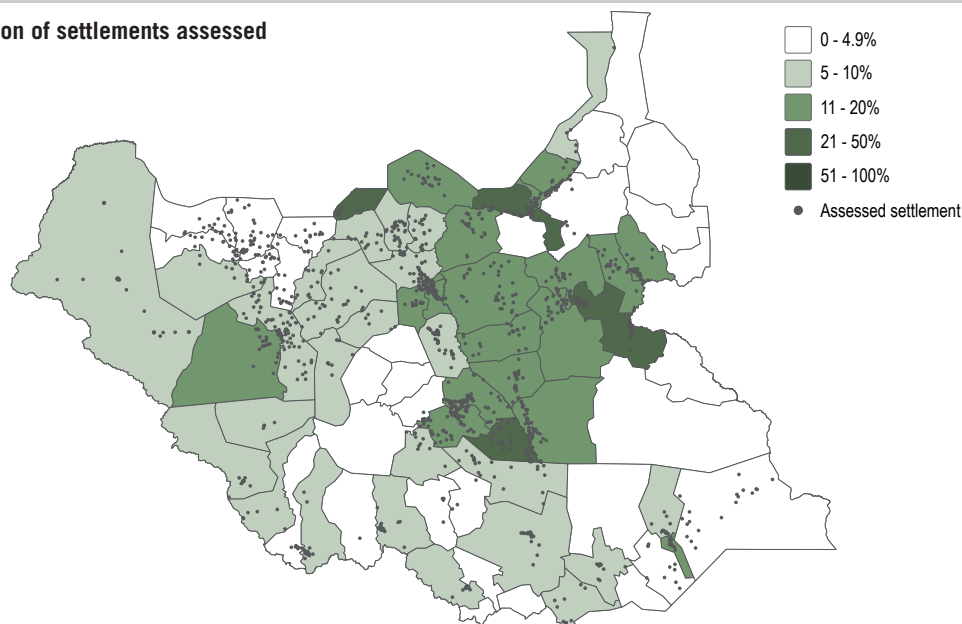 on of settlements assessed
0 - 4.9%
5 - 10%
11 - 20%
21 - 50%
51 - 100%
Assessed settlement